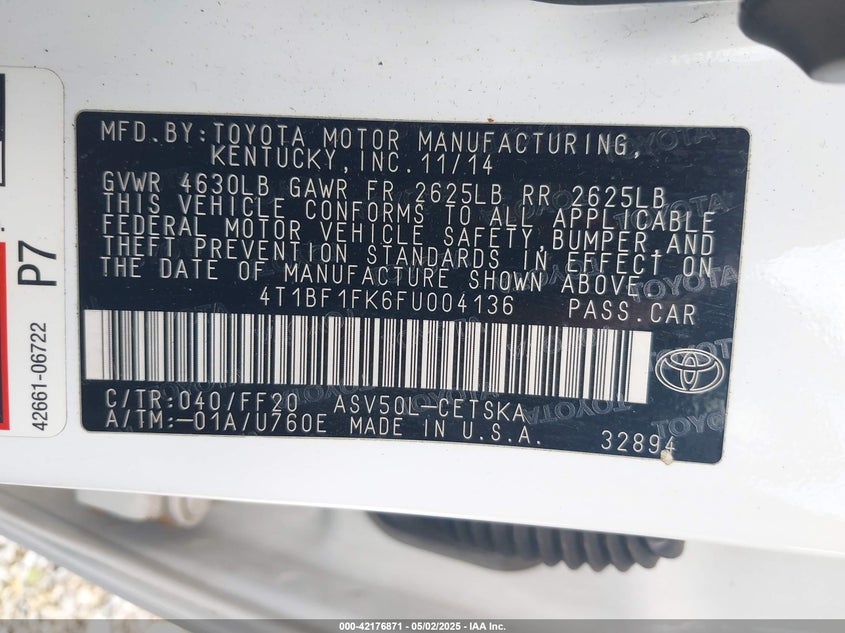 MFD.BY:TOYOTA MOTOR MANUFACTURING,
KENTUCKY,INC.11/14
GVWR 4630LB GAWR FR 2625LB RR 2625LB
THIS VEHICLE CONFORMS TO ALL APPLICABLE
FEDERAL MOTOR VEHICLE SAFETY,BUMPER,AND
THEFT PREVENTION STANDARDS IN EFFECT ON
THE DATE OF MANUFACTURE SHOWN ABOVE.
4T1BF1FK6FU004136 PASS.CAR
C/TR:040/FF20 ASV50L-CETSKA
A/TM:-01A/U760E MADE IN U.S.A.
32894
P7
42661-06722
000-42176871 / 05/02/2025 - IAA Inc.